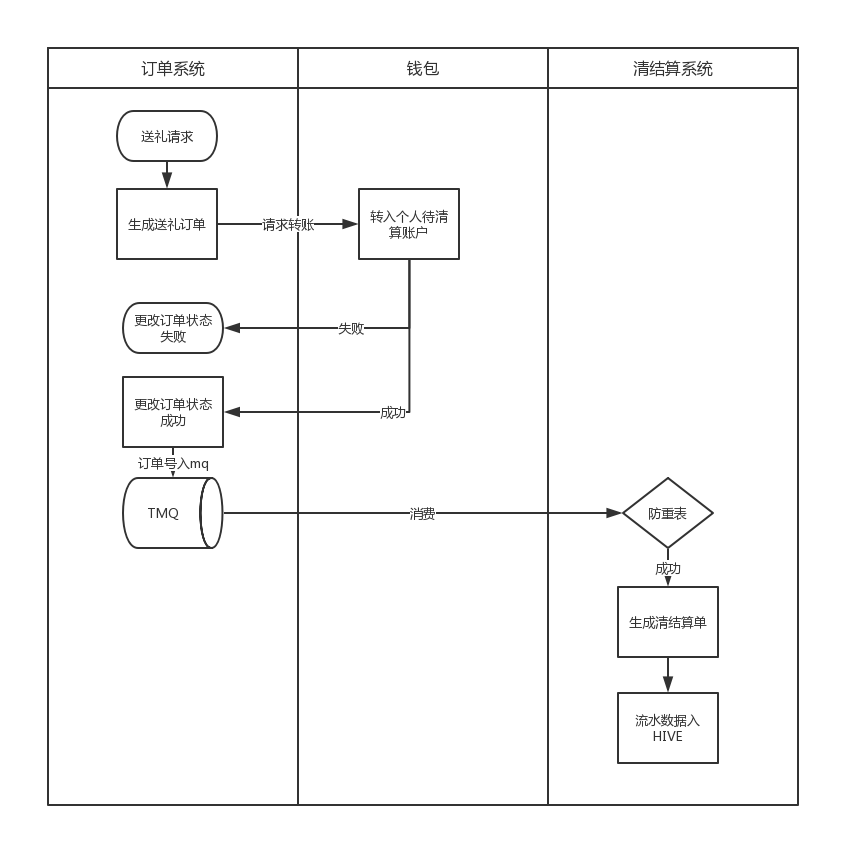 订单系统
钱包
清结算系统
送礼请求
生成送礼订单
请求转账
转入个人待清
算账户
更改订单状态
失败
失败
更改订单状态
成功
成功
订单号入mq
TMQ
消费
防重表
成功
生成清结算单
流水数据入
HIVE